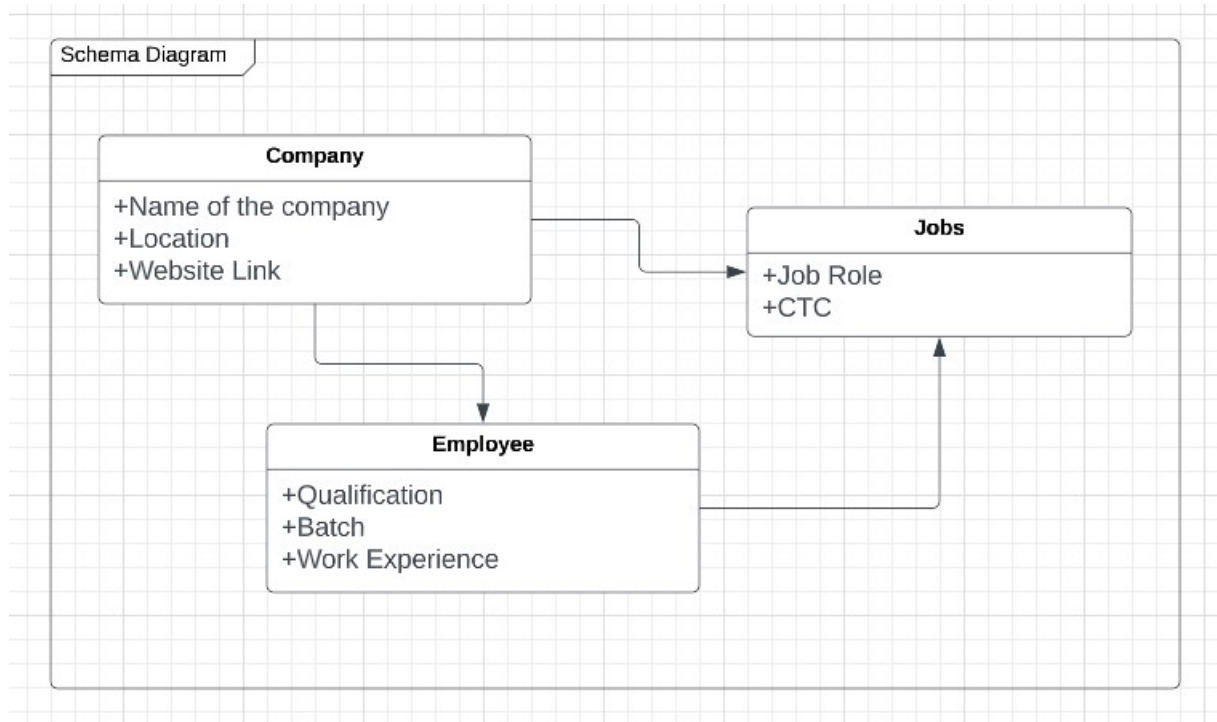 Schema Diagram
Company
+Name of the company
+Location
+Website Link
Jobs
+Job Role
+CTC
Employee
+Qualification
+Batch
+Work Experience